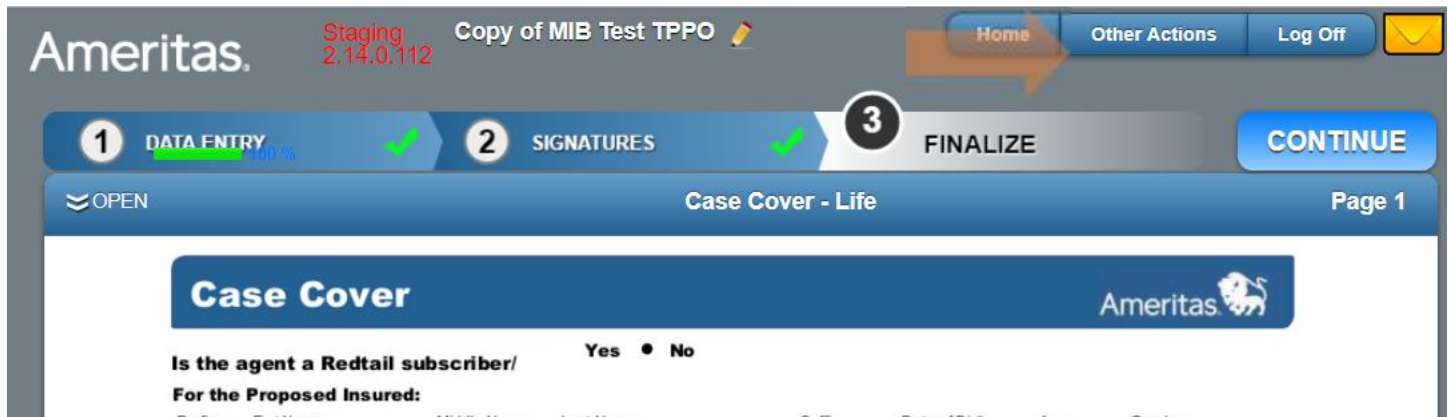 Ameritas.
Staging
2.14.0.112
Copy of MIB Test TPPO
Home Other Actions Log Off
1 DATA ENTRY 100 % 2 SIGNATURES 3 FINALIZE CONTINUE
OPEN Case Cover - Life Page 1
Case Cover Ameritas.
Is the agent a Redtail subscriber/ Yes No
For the Proposed Insured: